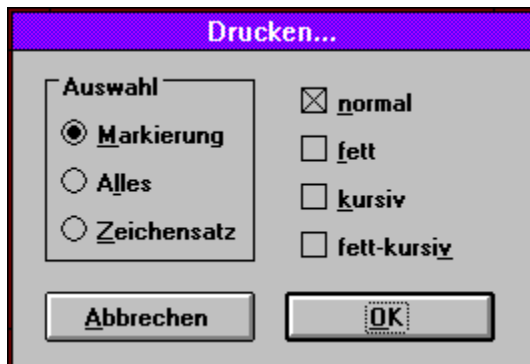 Drucken...
Auswahl
Markierung
Alles
Zeichensatz
normal
fett
kursiv
fett-kursiv
Abbrechen
OK